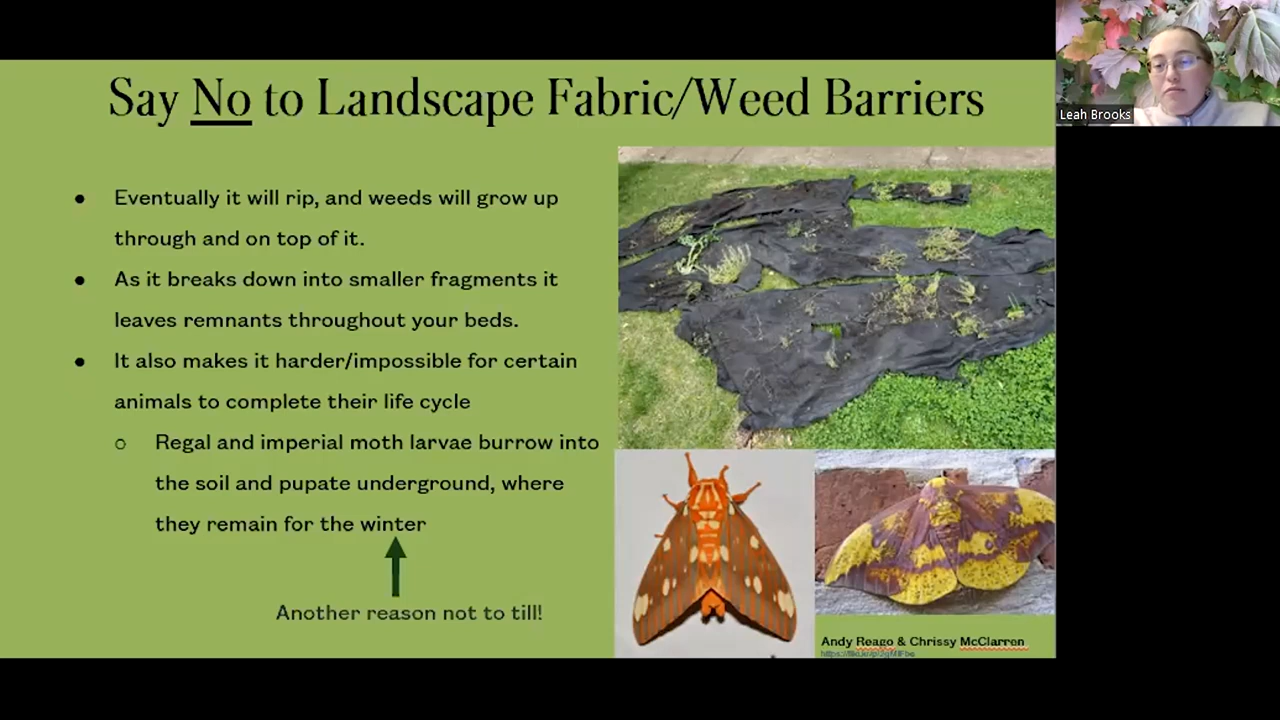 Say No to Landscape Fabric/Weed Barriers
Leah Brooks
● Eventually it will rip, and weeds will grow up
through and on top of it.
● As it breaks down into smaller fragments it
leaves remnants throughout your beds.
● It also makes it harder/impossible for certain
animals to complete their life cycle
○ Regal and imperial moth larvae burrow into
the soil and pupate underground, where
they remain for the winter
Another reason not to till!
Andy Reago & Chrissy McClarren